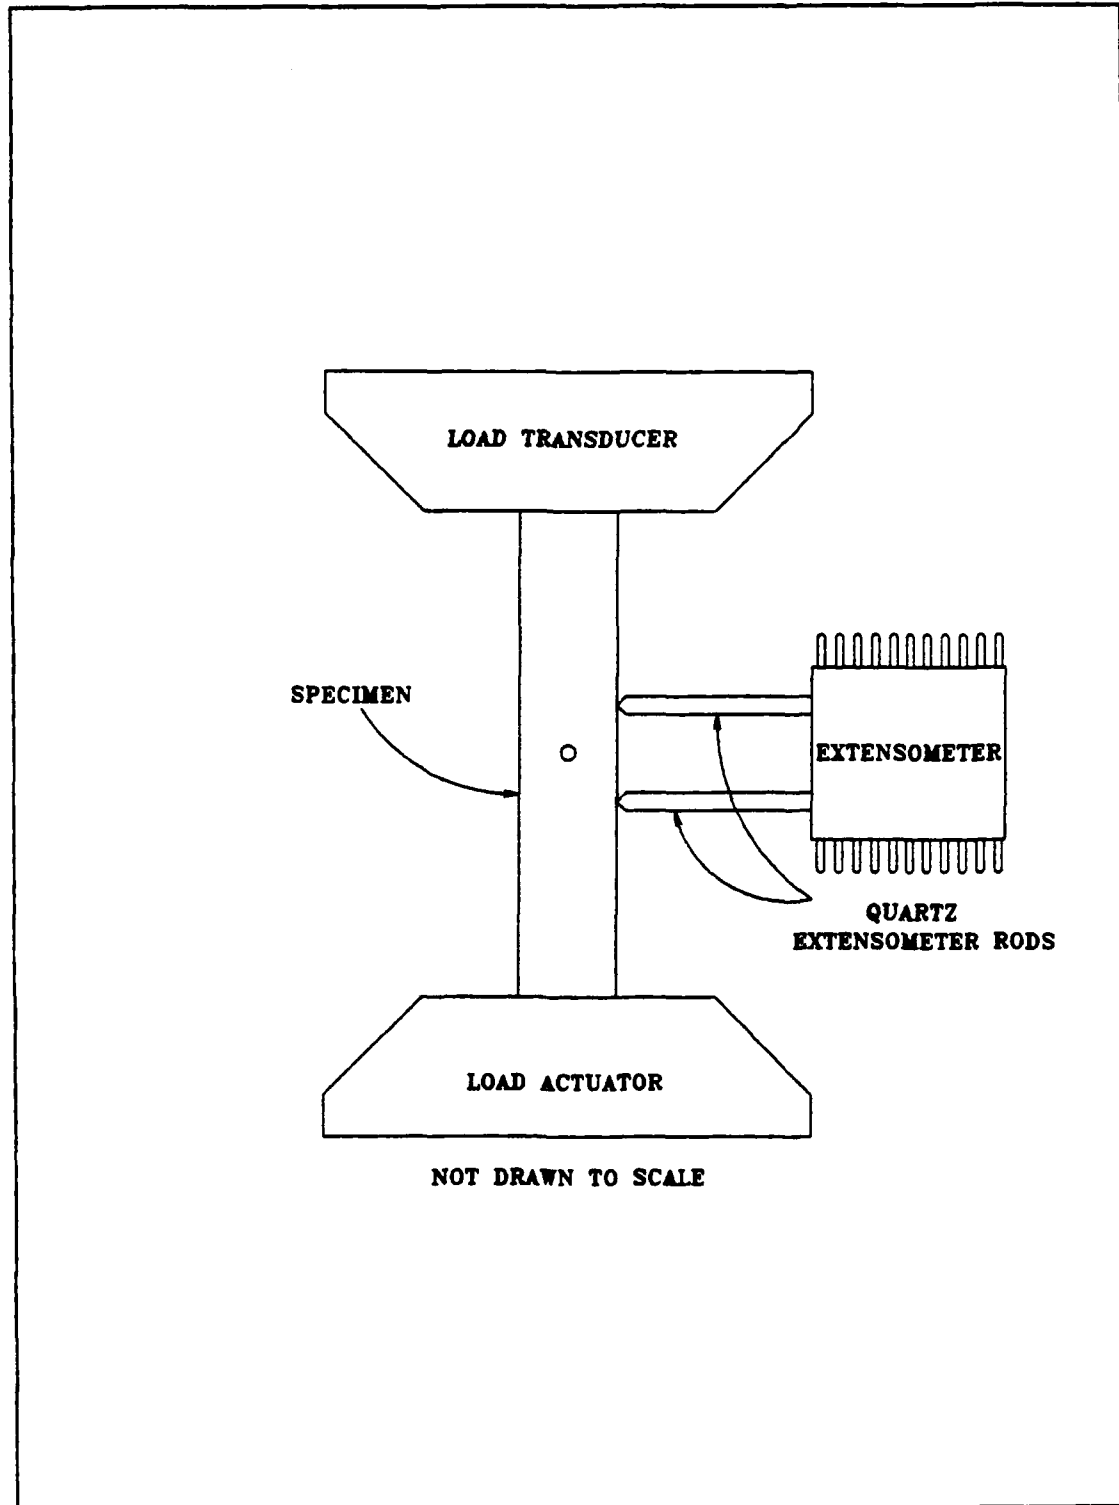 LOAD TRANSDUCER
SPECIMEN
EXTENSOMETER
QUARTZ
EXTENSOMETER RODS
LOAD ACTUATOR
NOT DRAWN TO SCALE